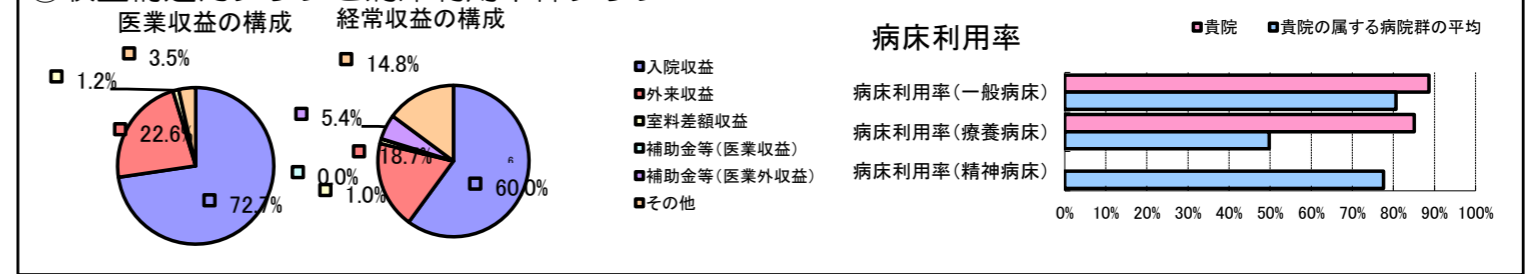 医業収益の構成
経常収益の構成
3.5%
1.2%
22.6%
72.7%
14.8%
5.4%
18.7%
0.0%
1.0%
60.0%
入院収益
外来収益
室料差額収益
補助金等(医業収益)
補助金等(医業外収益)
その他
病床利用率
貴院
貴院の属する病院群の平均
病床利用率(一般病床)
病床利用率(療養病床)
病床利用率(精神病床)
0% 10% 20% 30% 40% 50% 60% 70% 80% 90% 100%